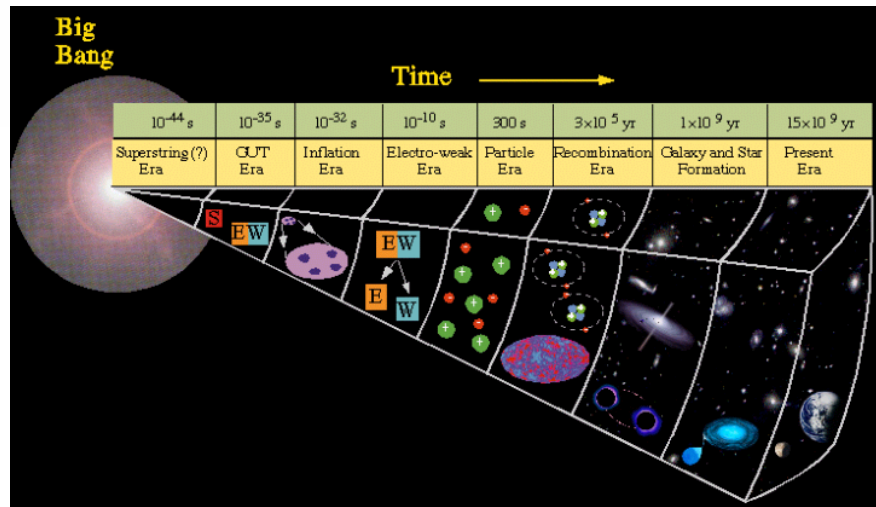 Big
Bang
Time
10⁻⁴⁴ s 10⁻³⁵ s 10⁻³² s 10⁻¹⁰ s 300 s 3×10⁵ yr 1×10⁹ yr 15×10⁹ yr
Superstring (?) GUT Inflation Electro-weak Particle Recombination Galaxy and Star Present
Era Era Era Era Era Era Formation Era
S
EW
EW
E
W
+ -
+ + + + +